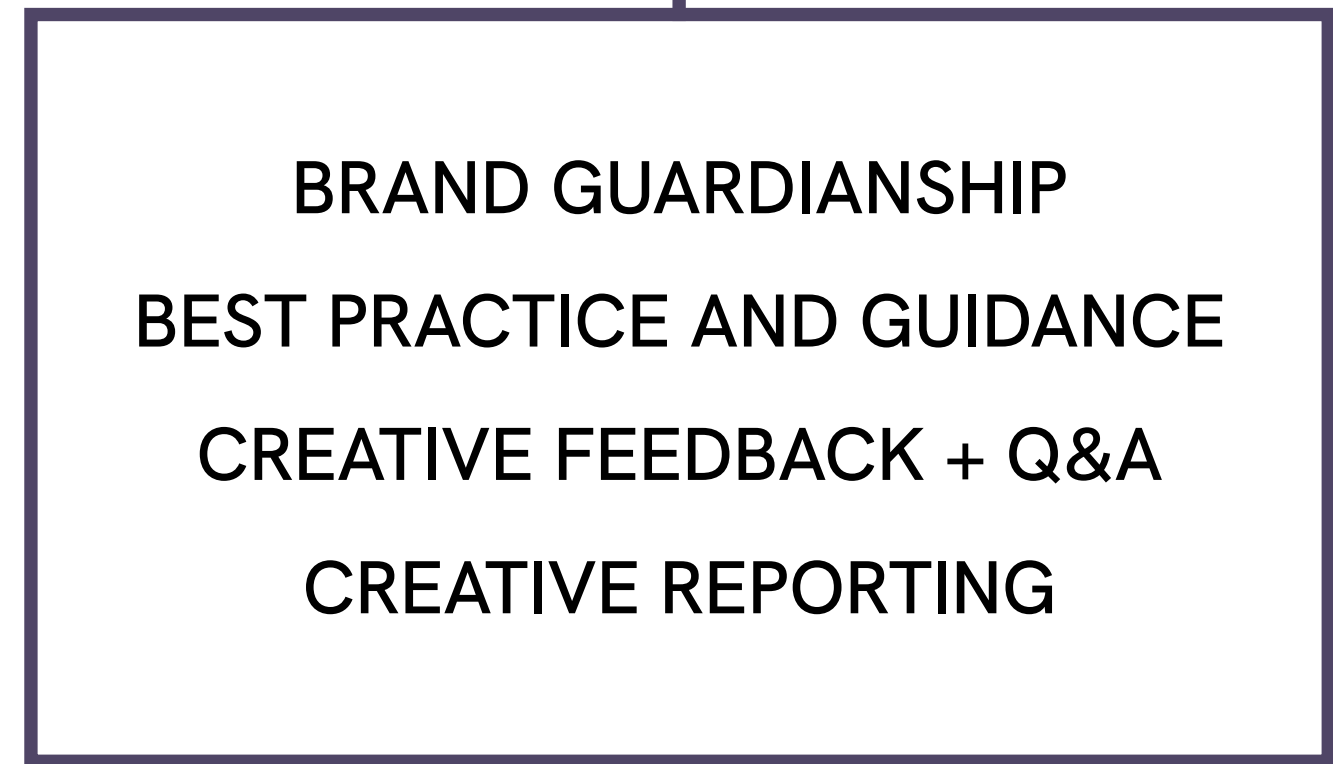 BRAND GUARDIANSHIP
BEST PRACTICE AND GUIDANCE
CREATIVE FEEDBACK + Q&A
CREATIVE REPORTING